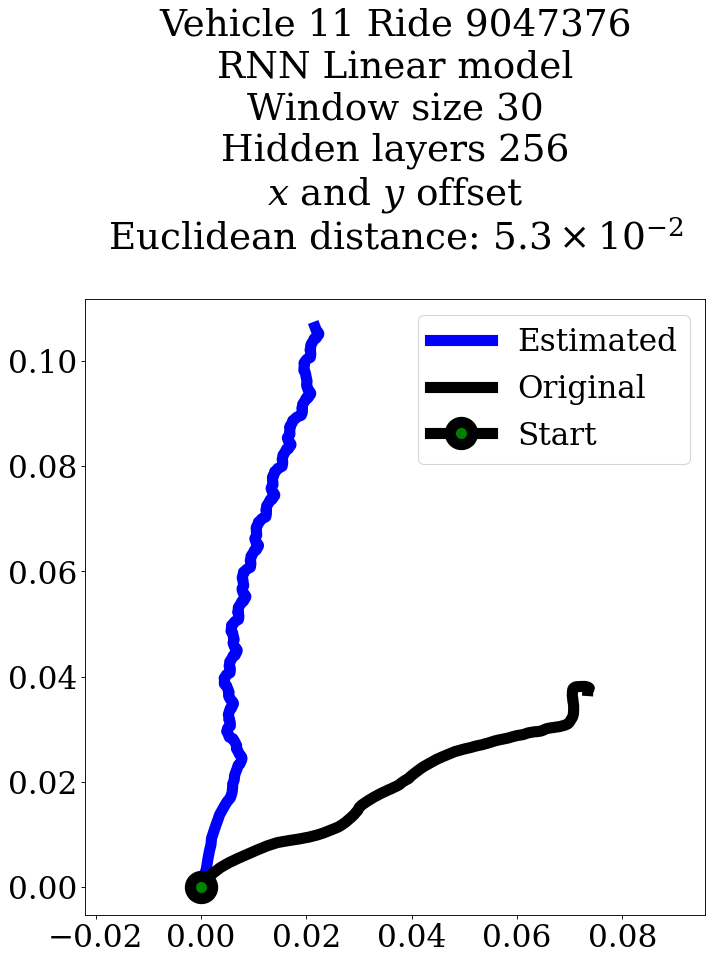 Vehicle 11 Ride 9047376
RNN Linear model
Window size 30
Hidden layers 256
x and y offset
Euclidean distance: 5.3 × 10⁻²
Estimated
Original
Start
0.10
0.08
0.06
0.04
0.02
0.00
−0.02 0.00 0.02 0.04 0.06 0.08